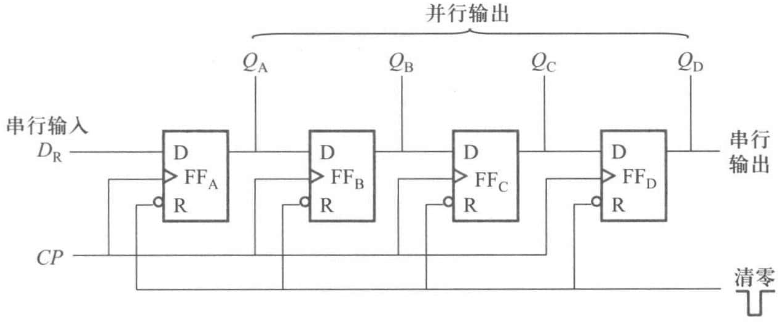 并行输出
Q_A Q_B Q_C Q_D
串行输入
D_R
D D D D
FF_A FF_B FF_C FF_D
R R R R
串行
输出
CP
清零